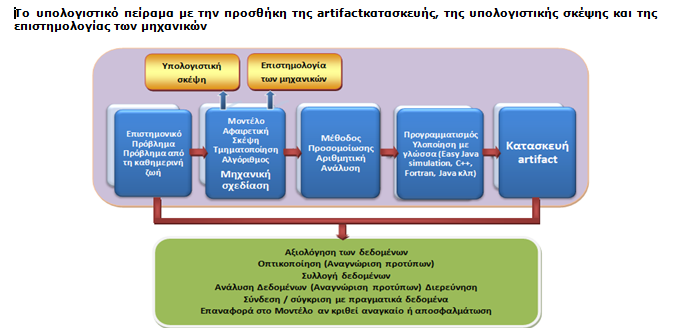 Το υπολογιστικό πείραμα με την προσθήκη της artifactκατασκευής, της υπολογιστικής σκέψης και της
επιστημολογίας των μηχανικών
Υπολογιστική
σκέψη
Επιστημολογία
των μηχανικών
Επιστημονικό
Πρόβλημα
Πρόβλημα από
τη καθημερινή
ζωή
Μοντέλο
Αφαιρετική
Σκέψη
Τμηματοποίηση
Αλγόριθμος
Μηχανική
σχεδίαση
Μέθοδος
Προσομοίωσης
Αριθμητική
Ανάλυση
Προγραμματισμός
Υλοποίηση με
γλώσσα (Easy Java
simulation, C++,
Fortran, Java κλπ)
Κατασκευή
artifact
Αξιολόγηση των δεδομένων
Οπτικοποίηση (Αναγνώριση προτύπων)
Συλλογή δεδομένων
Ανάλυση Δεδομένων (Αναγνώριση προτύπων) Διερεύνηση
Σύνδεση / σύγκριση με πραγματικά δεδομένα
Επαναφορά στο Μοντέλο αν κριθεί αναγκαίο ή αποσφαλμάτωση